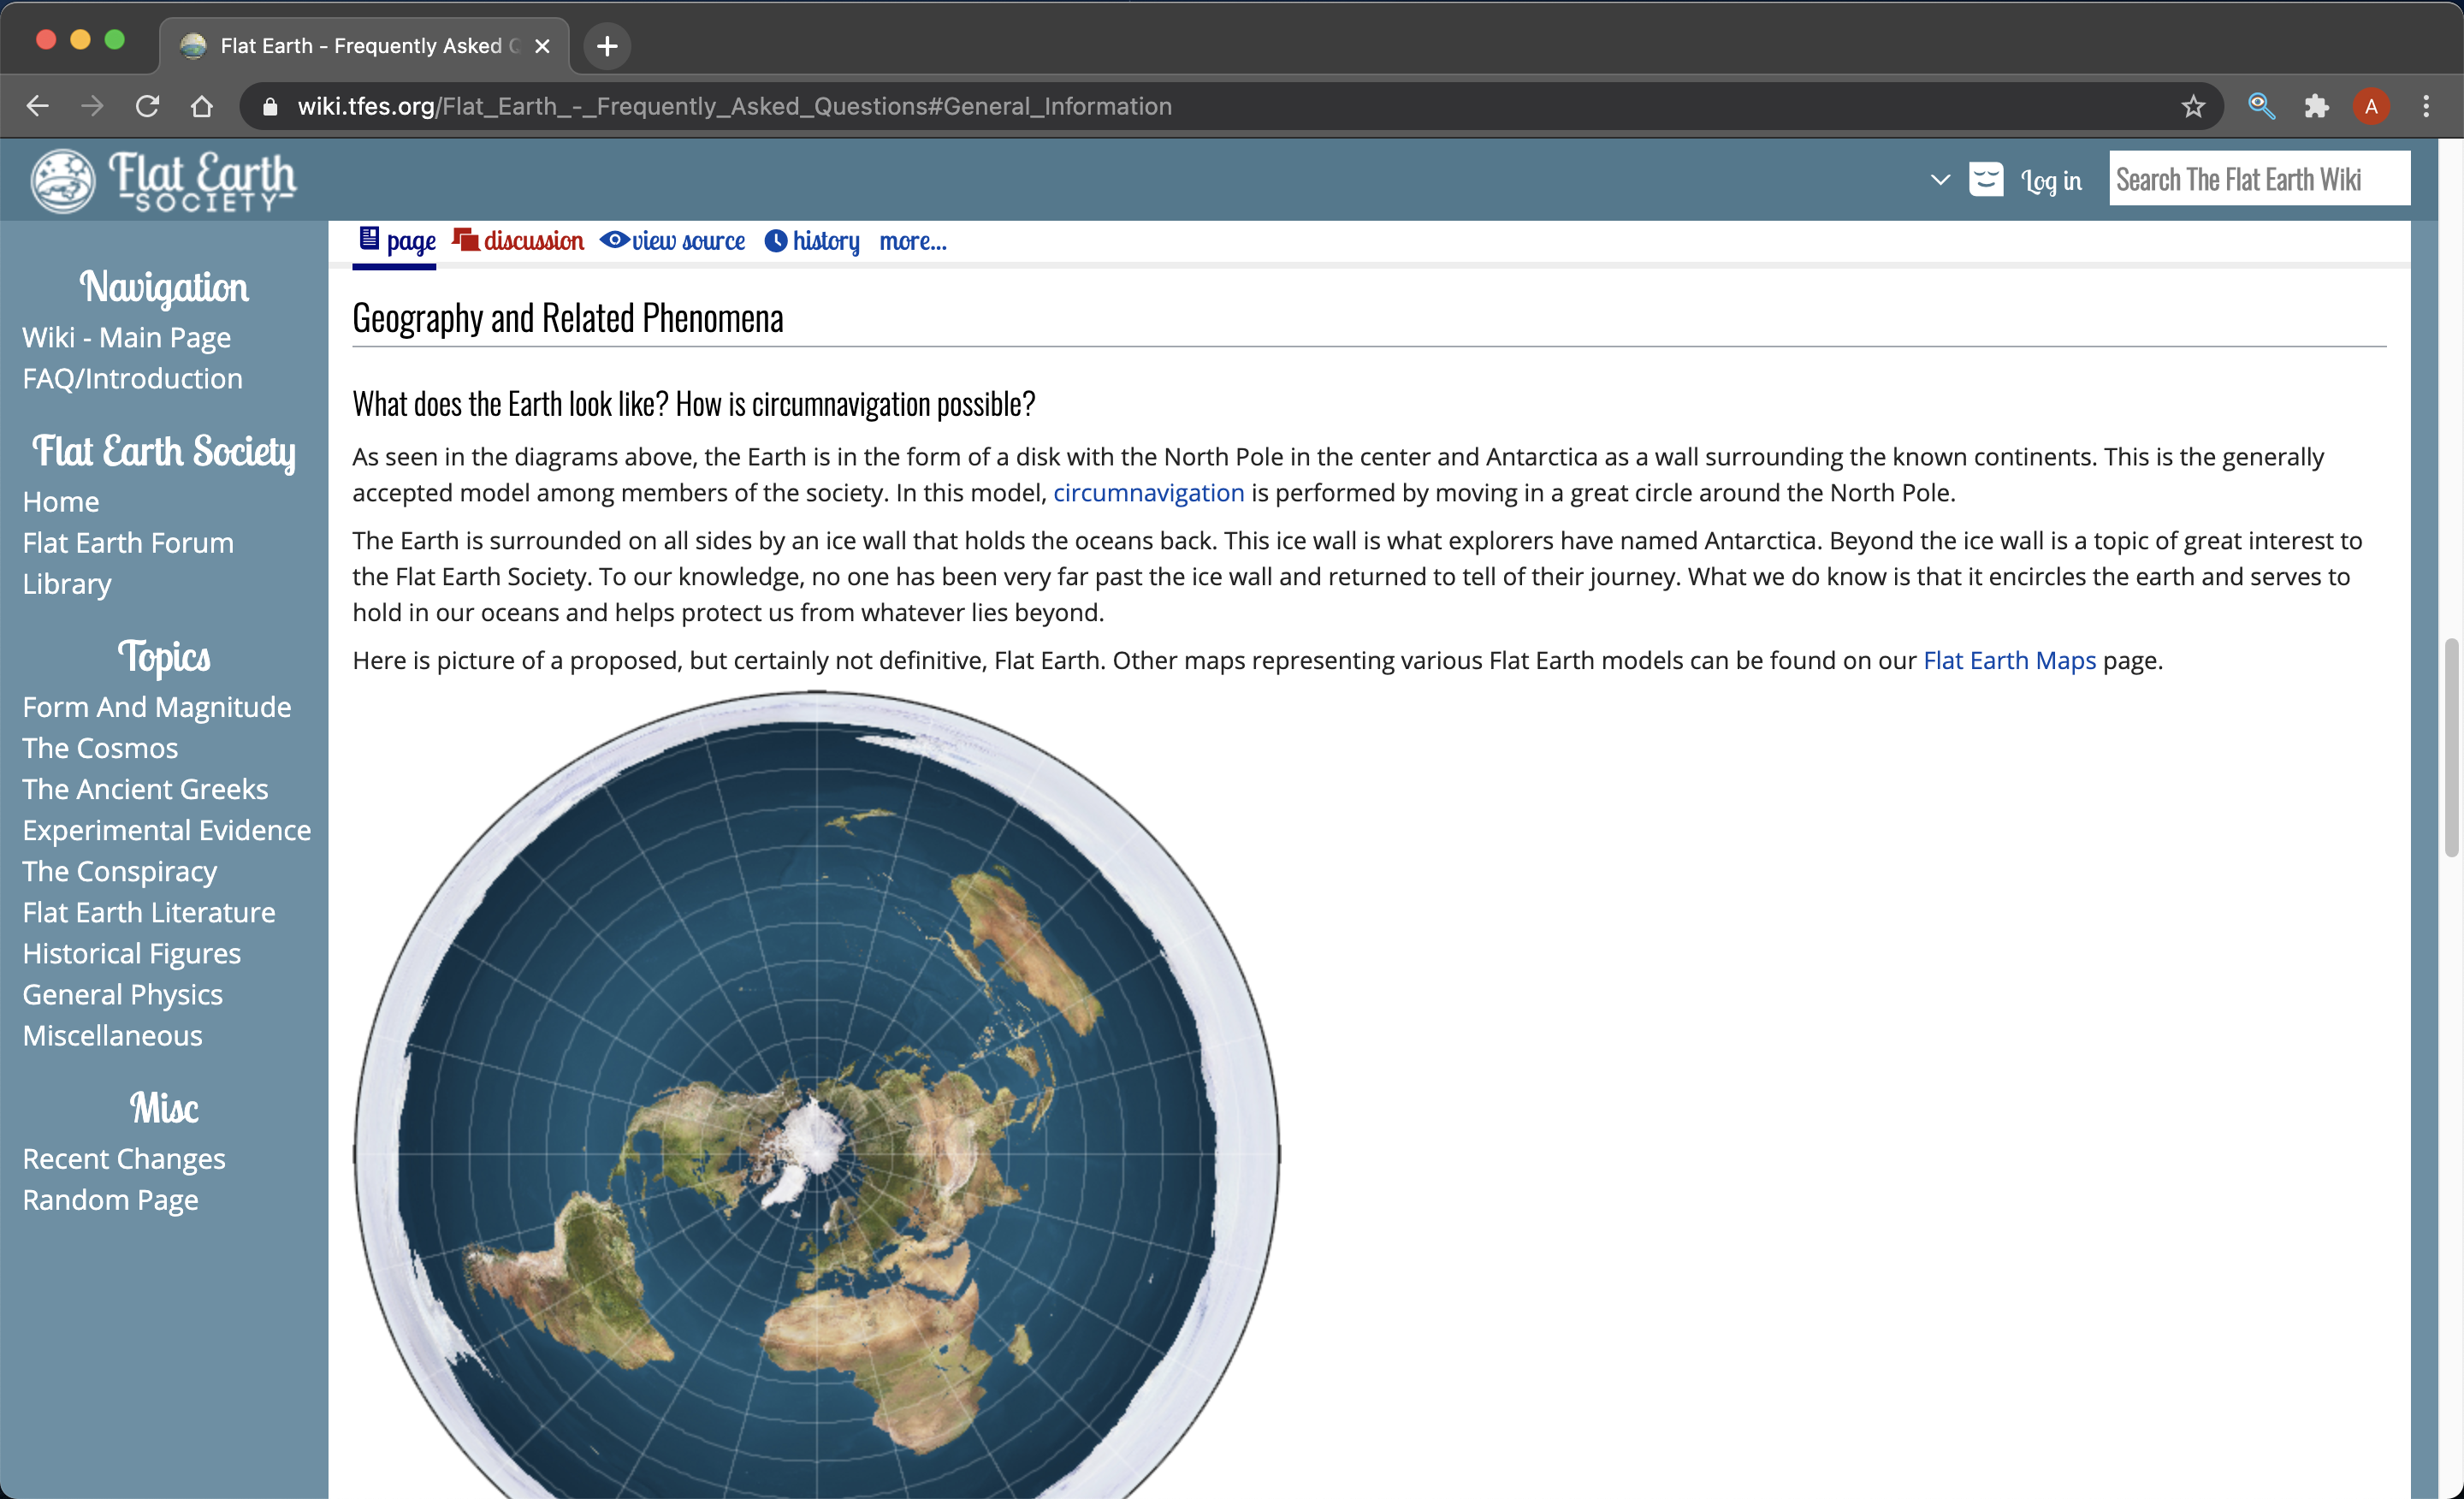 Flat Earth - Frequently Asked Q
wiki.tfes.org/Flat_Earth_-_Frequently_Asked_Questions#General_Information
A
Flat Earth
-SOCIETY-
Log in
Search The Flat Earth Wiki
page discussion view source history more...
Navigation
Wiki - Main Page
FAQ/Introduction
Flat Earth Society
Home
Flat Earth Forum
Library
Topics
Form And Magnitude
The Cosmos
The Ancient Greeks
Experimental Evidence
The Conspiracy
Flat Earth Literature
Historical Figures
General Physics
Miscellaneous
Misc
Recent Changes
Random Page
Geography and Related Phenomena
What does the Earth look like? How is circumnavigation possible?
As seen in the diagrams above, the Earth is in the form of a disk with the North Pole in the center and Antarctica as a wall surrounding the known continents. This is the generally
accepted model among members of the society. In this model, circumnavigation is performed by moving in a great circle around the North Pole.
The Earth is surrounded on all sides by an ice wall that holds the oceans back. This ice wall is what explorers have named Antarctica. Beyond the ice wall is a topic of great interest to
the Flat Earth Society. To our knowledge, no one has been very far past the ice wall and returned to tell of their journey. What we do know is that it encircles the earth and serves to
hold in our oceans and helps protect us from whatever lies beyond.
Here is picture of a proposed, but certainly not definitive, Flat Earth. Other maps representing various Flat Earth models can be found on our Flat Earth Maps page.